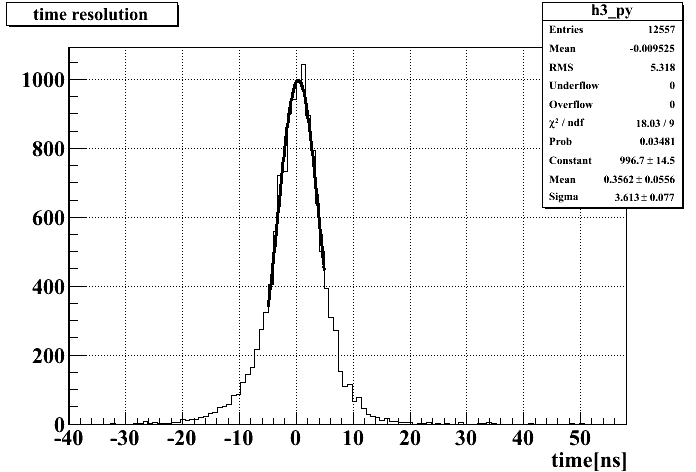 time resolution
h3_py
Entries 12557
Mean -0.009525
RMS 5.318
Underflow 0
Overflow 0
χ² / ndf 18.03 / 9
Prob 0.03481
Constant 996.7 ± 14.5
Mean 0.3562 ± 0.0556
Sigma 3.613 ± 0.077
1000
800
600
400
200
0
-40 -30 -20 -10 0 10 20 30 40 50
time[ns]